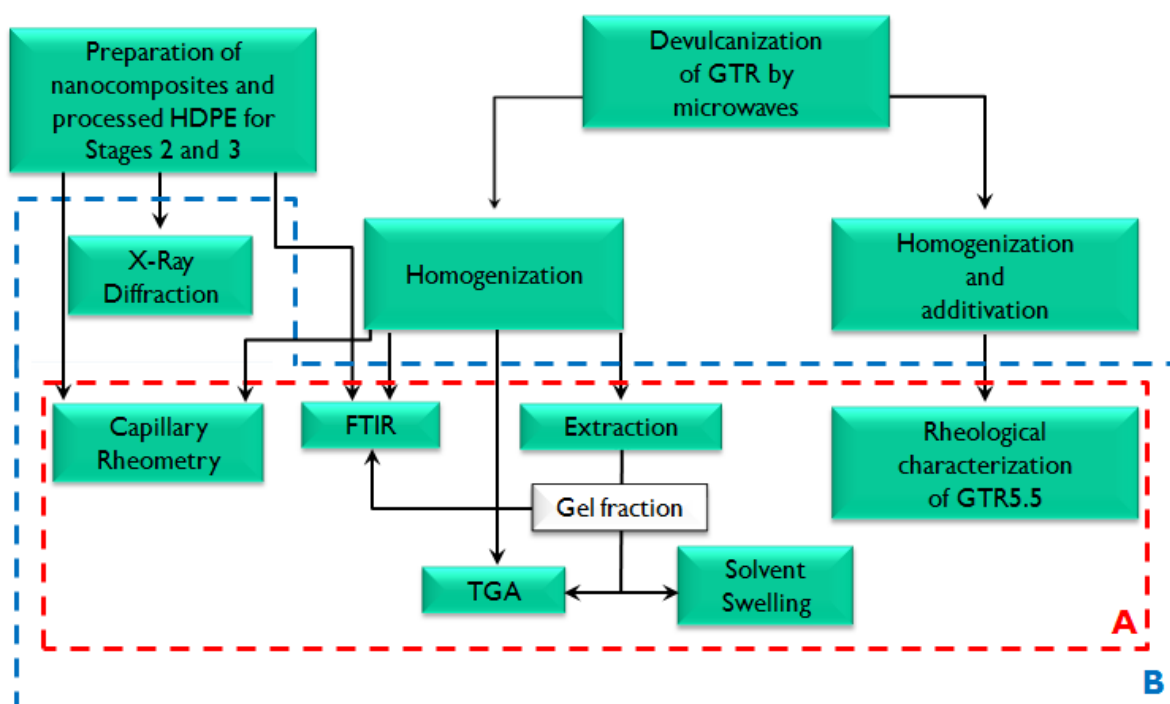 Preparation of
nanocomposites and
processed HDPE for
Stages 2 and 3
Devulcanization
of GTR by
microwaves
X-Ray
Diffraction
Homogenization
Homogenization
and
additivation
Capillary
Rheometry
FTIR
Extraction
Rheological
characterization
of GTR5.5
Gel fraction
TGA
Solvent
Swelling
A
B